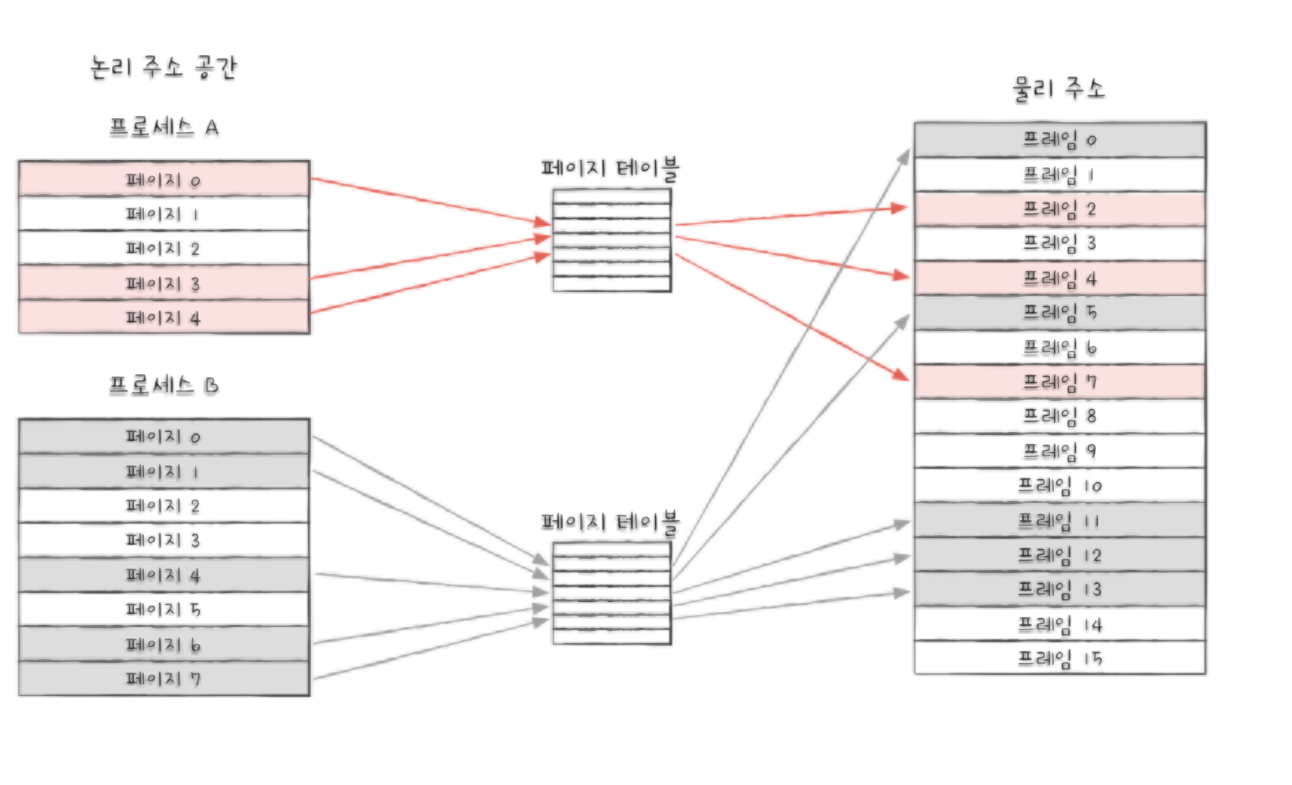 논리 주소 공간
프로세스 A
페이지 0
페이지 1
페이지 2
페이지 3
페이지 4
프로세스 B
페이지 0
페이지 1
페이지 2
페이지 3
페이지 4
페이지 5
페이지 6
페이지 7
페이지 테이블
페이지 테이블
물리 주소
프레임 0
프레임 1
프레임 2
프레임 3
프레임 4
프레임 5
프레임 6
프레임 7
프레임 8
프레임 9
프레임 10
프레임 11
프레임 12
프레임 13
프레임 14
프레임 15